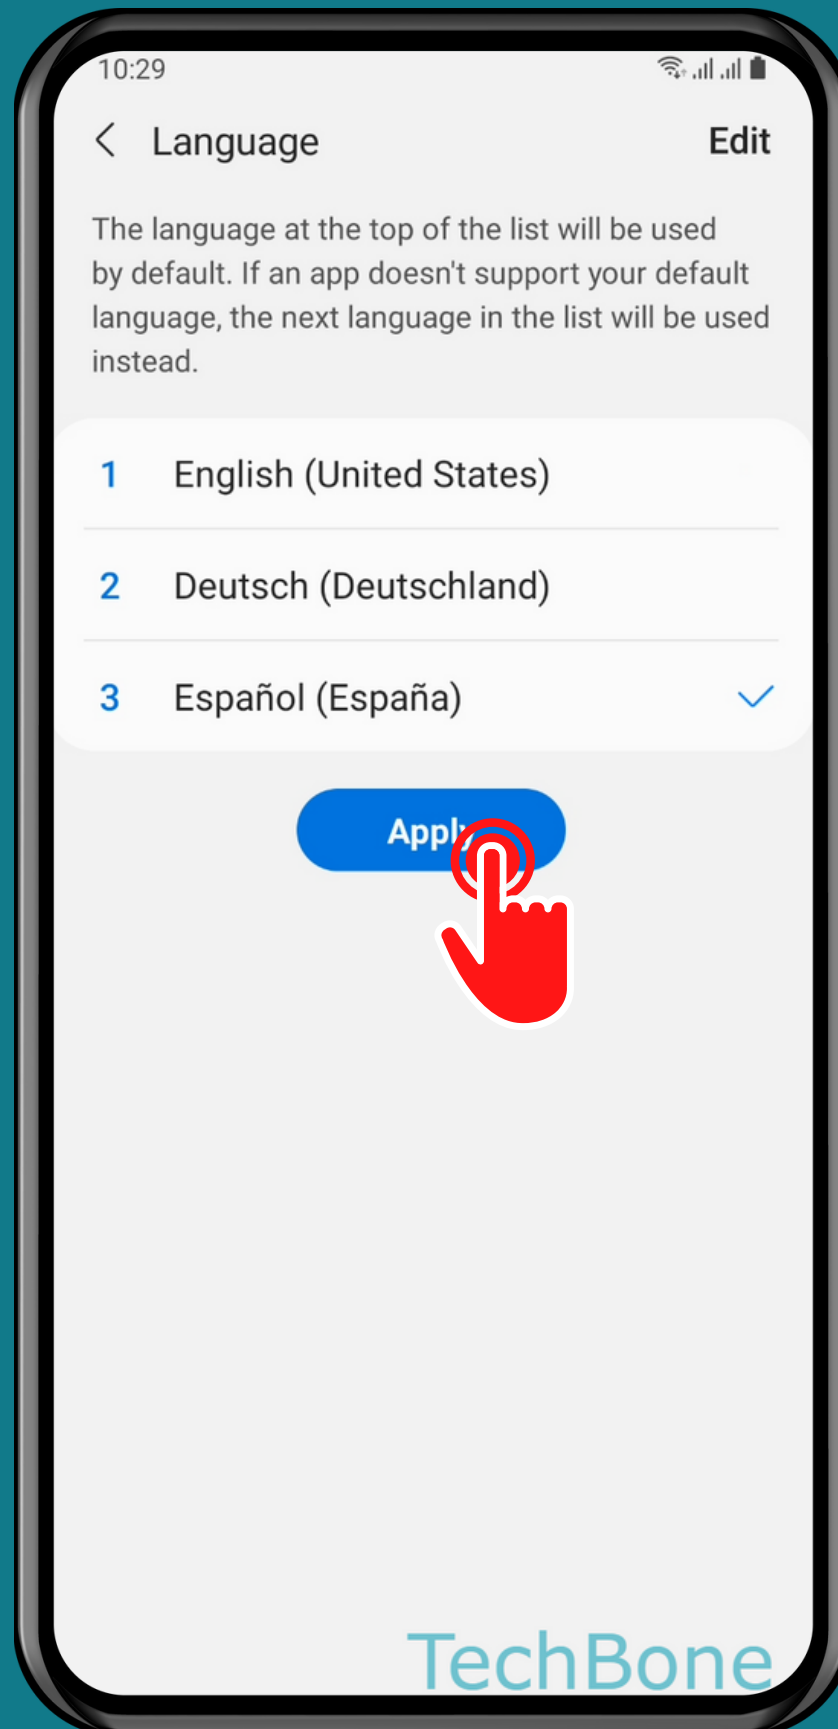 10:29
Language
Edit
The language at the top of the list will be used
by default. If an app doesn't support your default
language, the next language in the list will be used
instead.
1 English (United States)
2 Deutsch (Deutschland)
3 Español (España)
Apply
TechBone